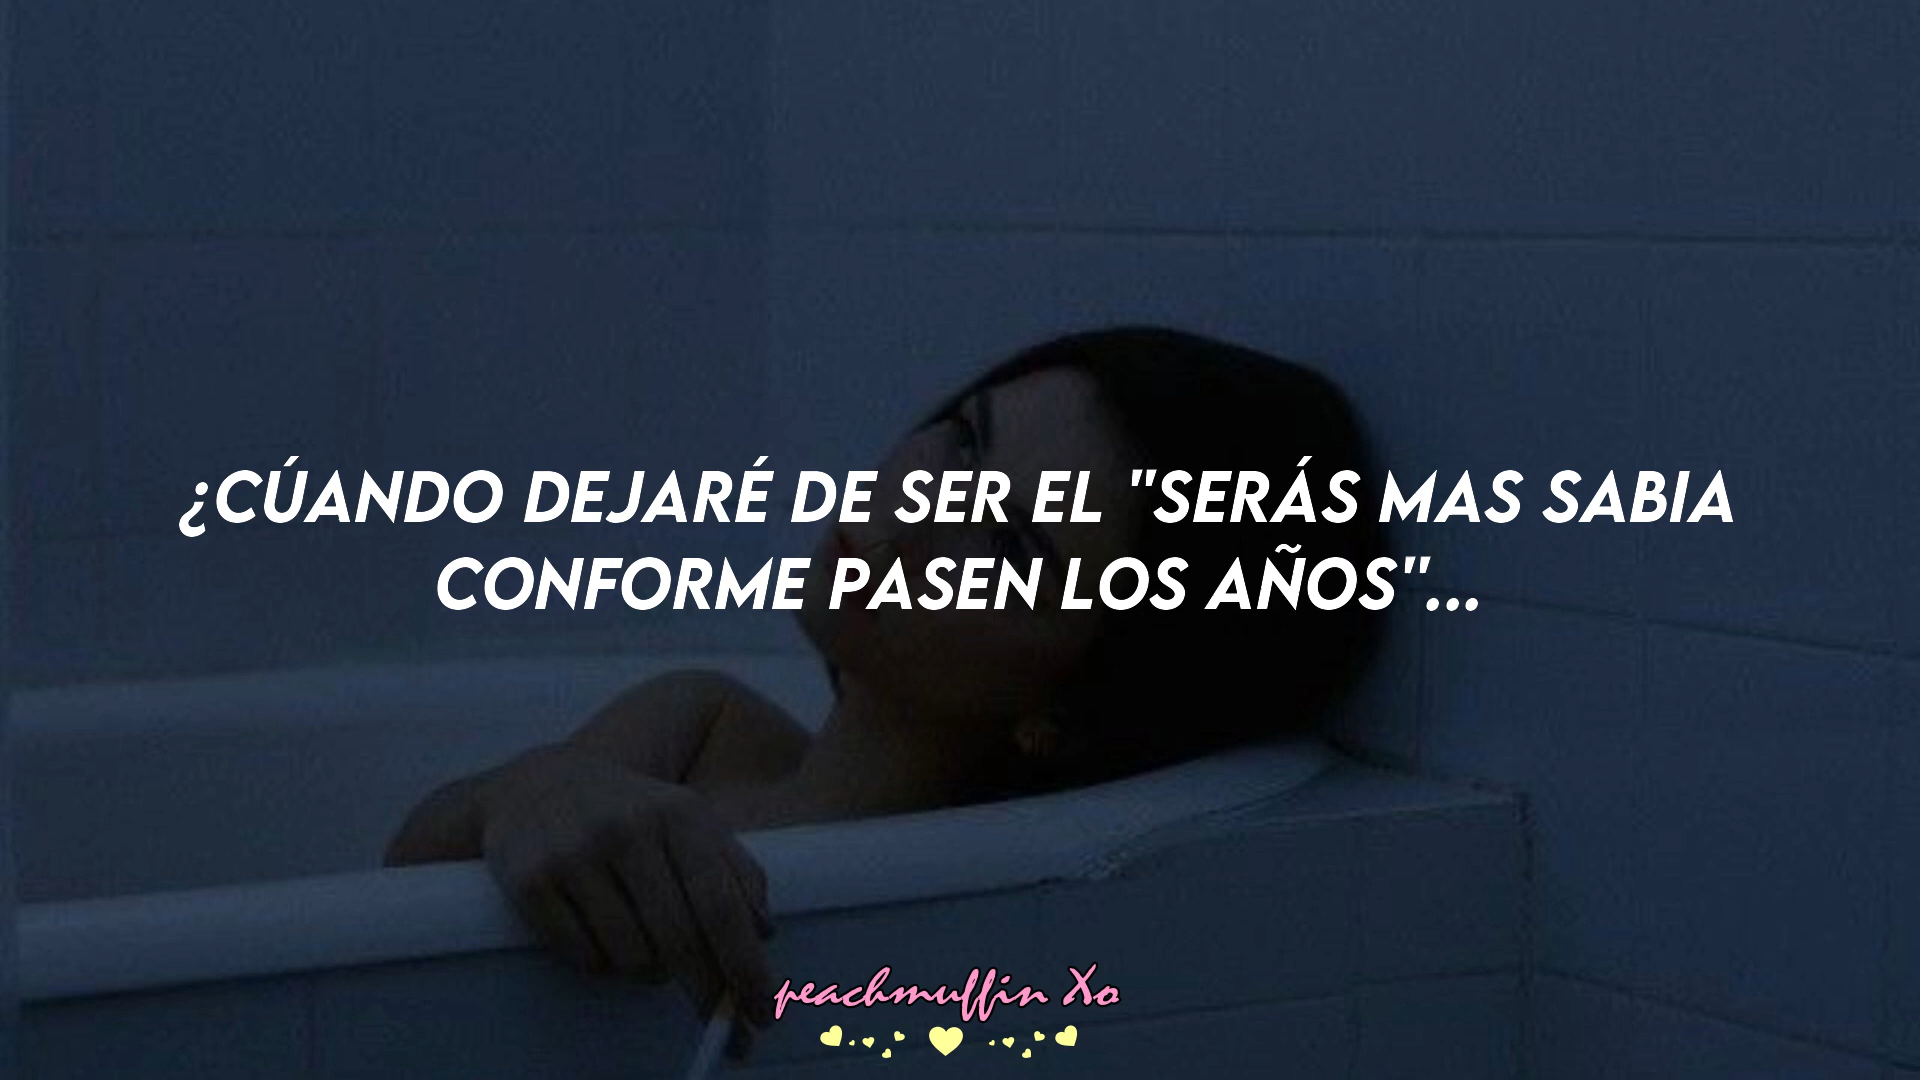 ¿CÚANDO DEJARÉ DE SER EL "SERÁS MAS SABIA
CONFORME PASEN LOS AÑOS"...
peachmuffin Xo